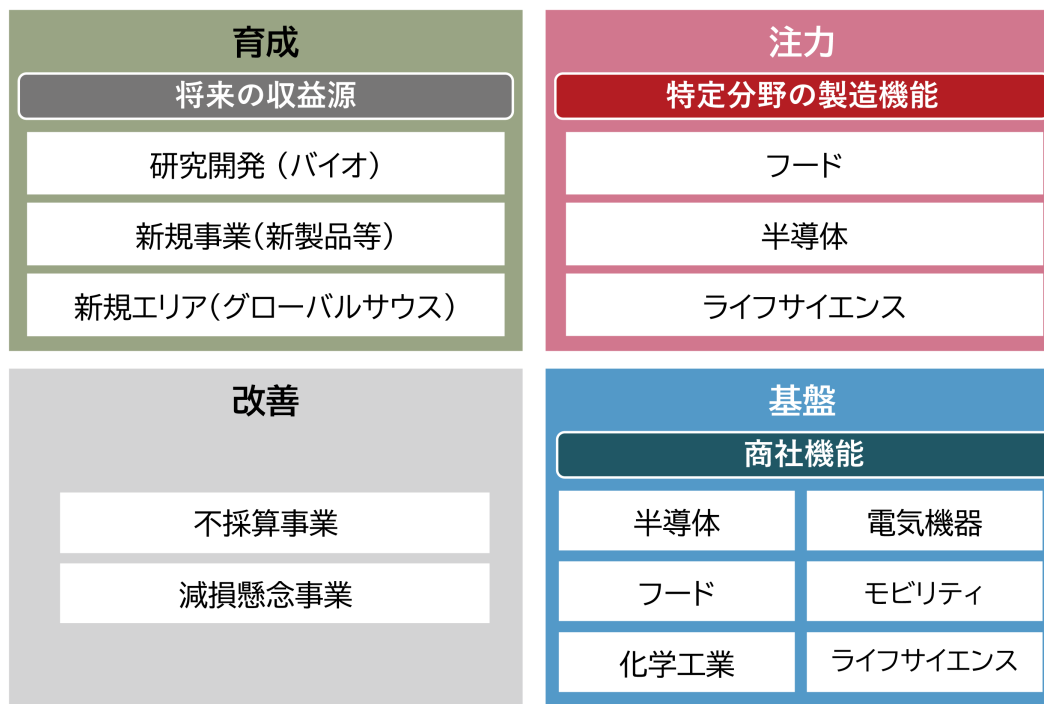 育成
将来の収益源
研究開発（バイオ）
新規事業（新製品等）
新規エリア（グローバルサウス）
注力
特定分野の製造機能
フード
半導体
ライフサイエンス
改善
不採算事業
減損懸念事業
基盤
商社機能
半導体
電気機器
フード
モビリティ
化学工業
ライフサイエンス